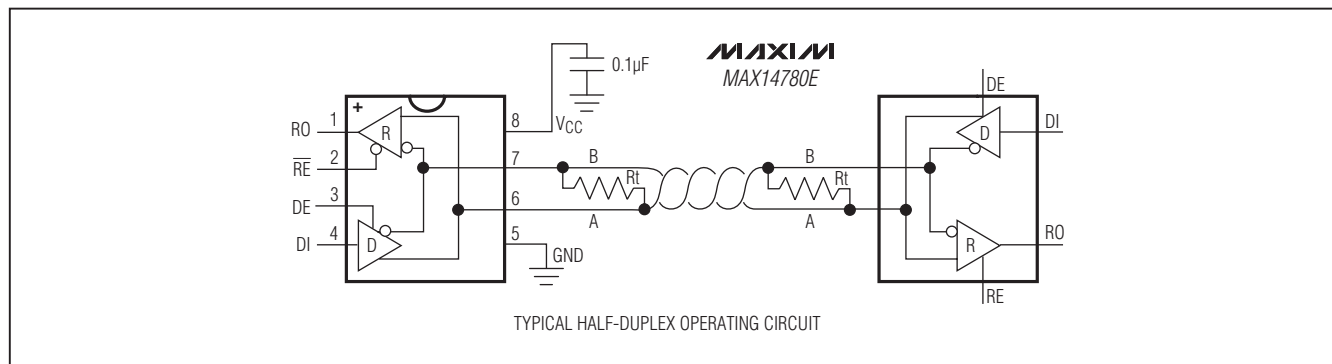 MAXIM
MAX14780E
0.1µF
DE
+
RO 1
R
8 VCC
D
DI
R̅E̅ 2
7 B
B
Rt
Rt
DE 3
6 A
A
RO
DI 4
D
5 GND
R
RE
TYPICAL HALF-DUPLEX OPERATING CIRCUIT